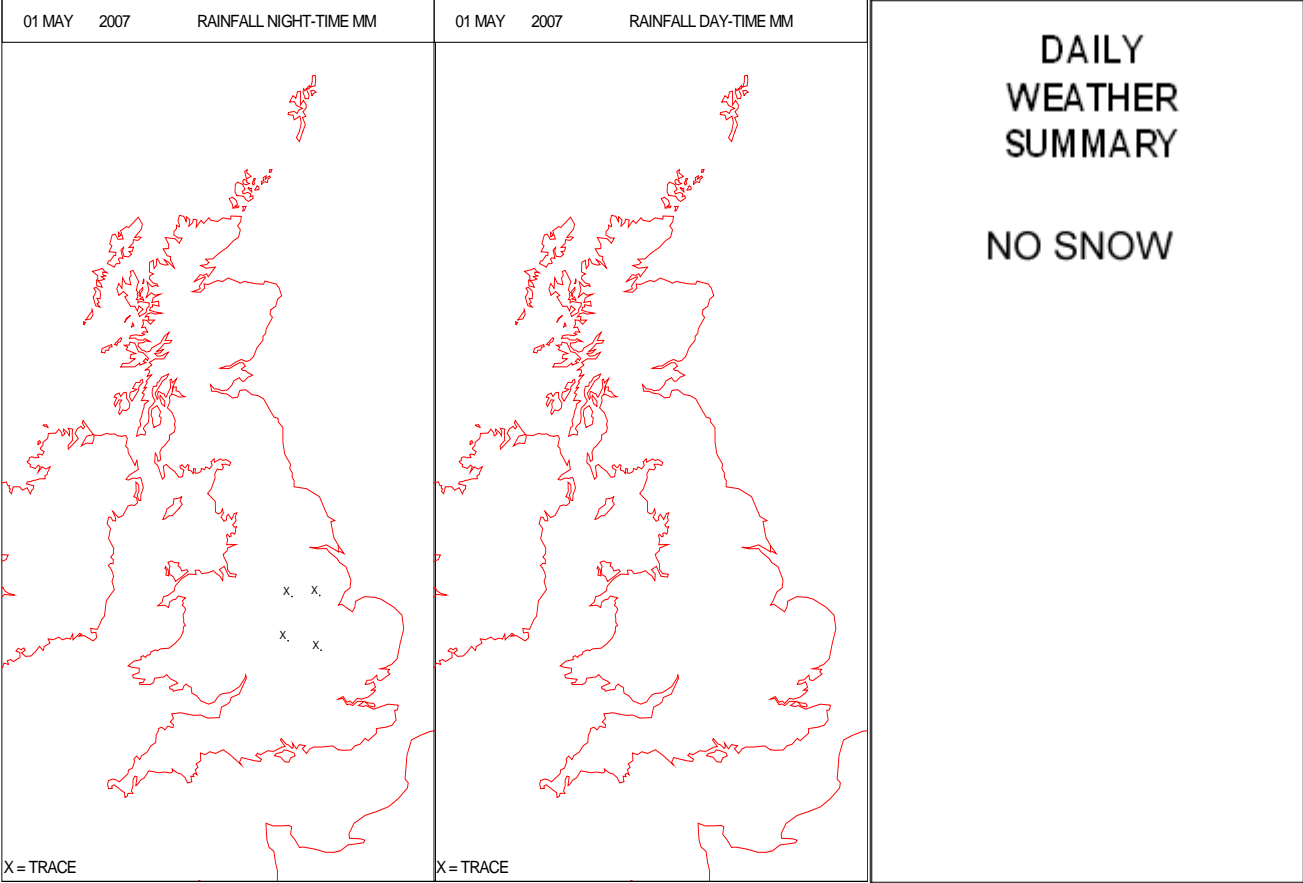 01 MAY 2007 RAINFALL NIGHT-TIME MM
x. x.
x.
x.
X = TRACE
01 MAY 2007 RAINFALL DAY-TIME MM
X = TRACE
DAILY
WEATHER
SUMMARY
NO SNOW